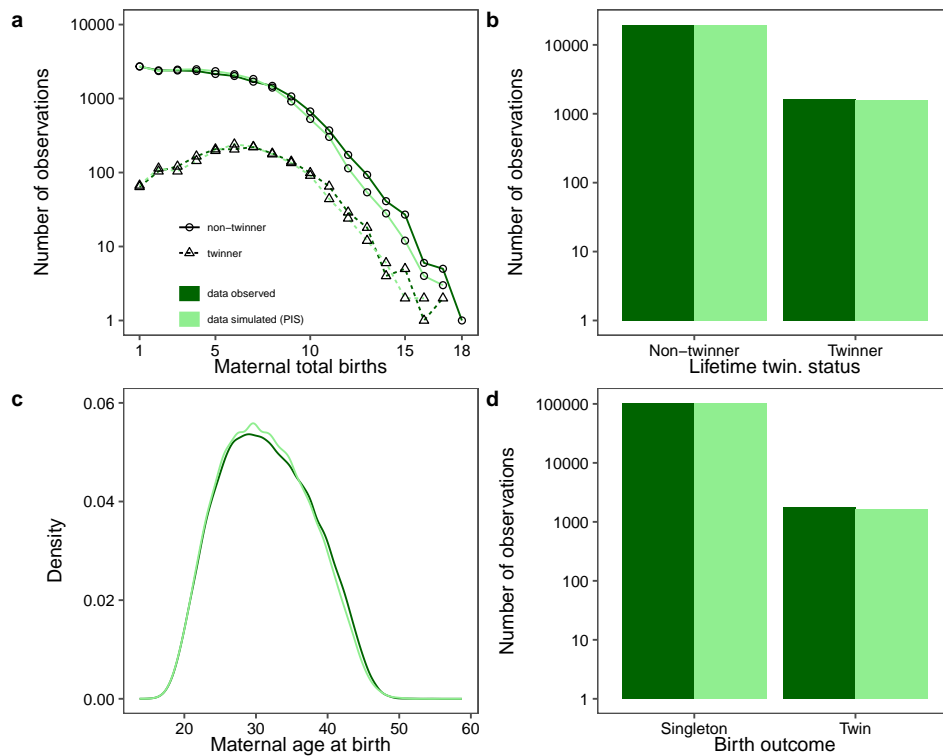 a
Number of observations
10000
1000
100
10
1
non−twinner
twinner
data observed
data simulated (PIS)
1
5
10
15
18
Maternal total births
b
Number of observations
10000
1000
100
10
1
Non−twinner
Twinner
Lifetime twin. status
c
Density
0.06
0.04
0.02
0.00
20
30
40
50
60
Maternal age at birth
d
Number of observations
100000
10000
1000
100
10
1
Singleton
Twin
Birth outcome